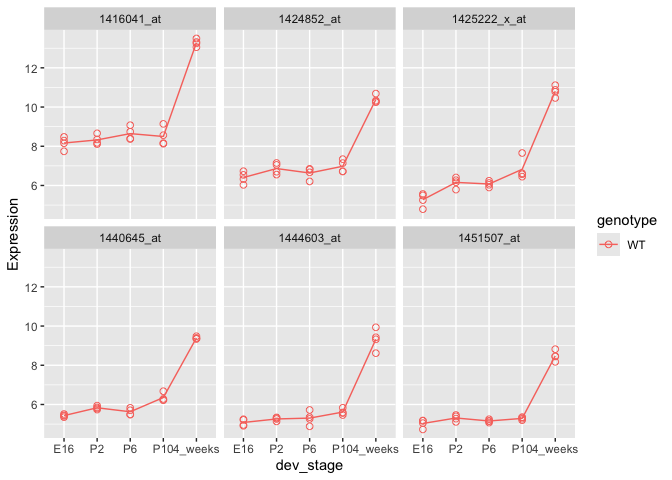 1416041_at 1424852_at 1425222_x_at
12
10
8
6
Expression
genotype
WT
1440645_at 1444603_at 1451507_at
12
10
8
6
E16 P2 P6 P104_weeks E16 P2 P6 P104_weeks E16 P2 P6 P104_weeks
dev_stage